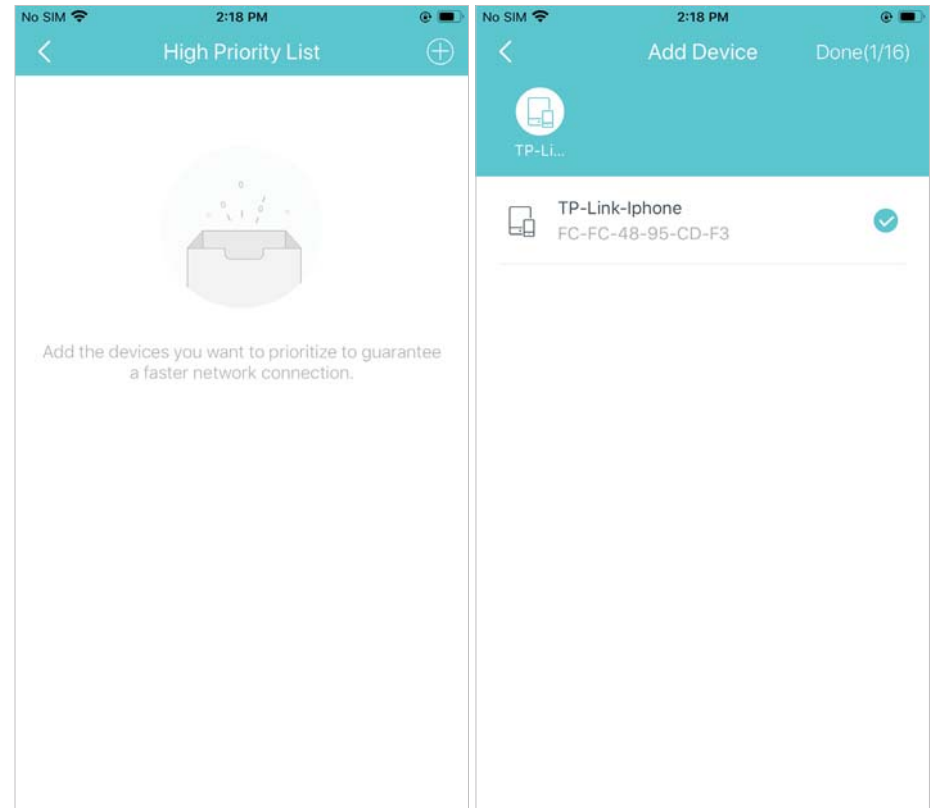 No SIM 2:18 PM
High Priority List
Add the devices you want to prioritize to guarantee
a faster network connection.
No SIM 2:18 PM
Add Device Done(1/16)
TP-Li...
TP-Link-Iphone
FC-FC-48-95-CD-F3